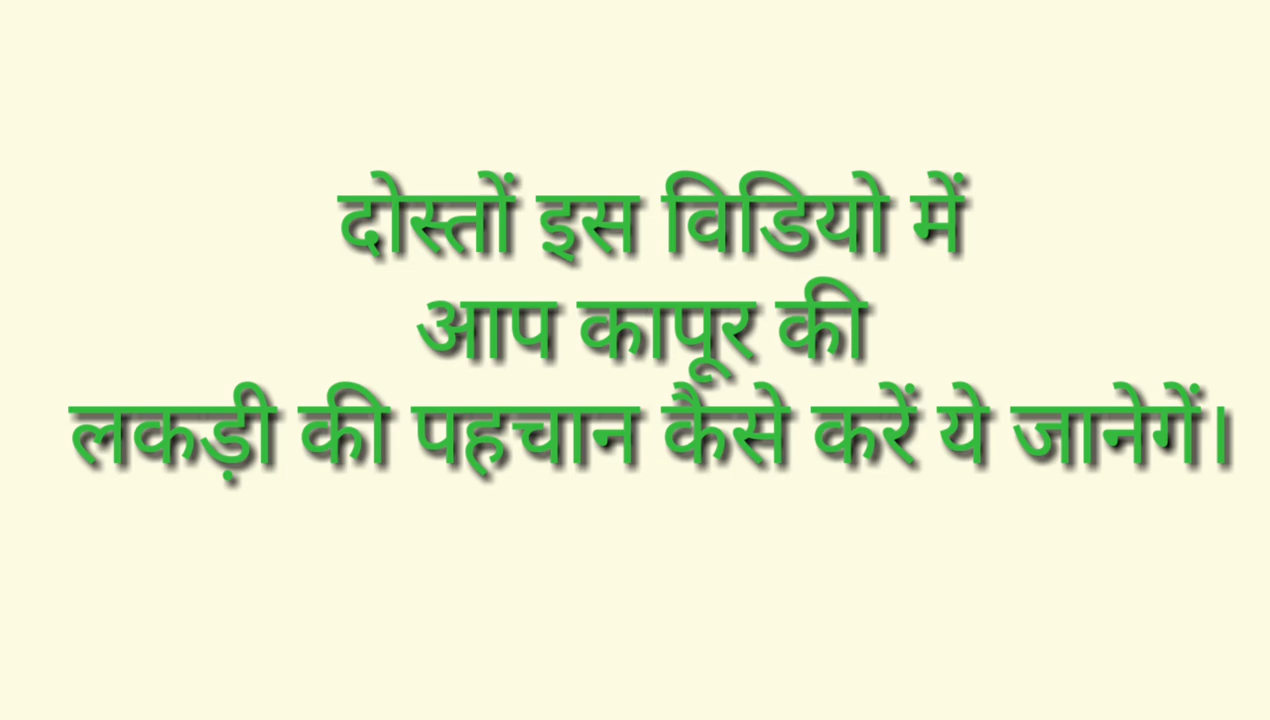 दोस्तों इस विडियो में
आप कापूर की
लकड़ी की पहचान कैसे करें ये जानेगें।